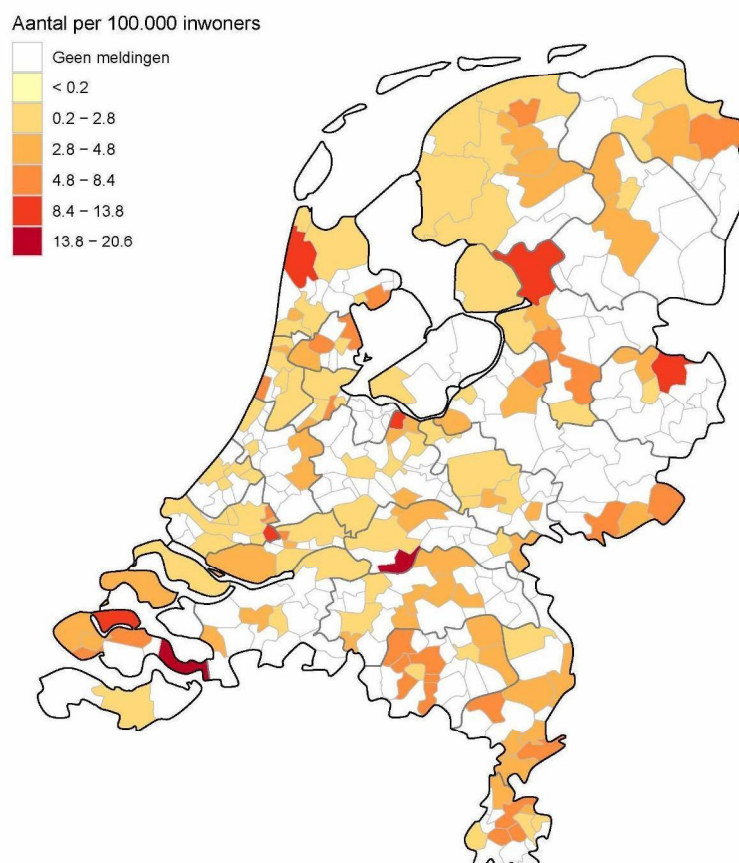 Aantal per 100.000 inwoners
Geen meldingen
< 0.2
0.2 – 2.8
2.8 – 4.8
4.8 – 8.4
8.4 – 13.8
13.8 – 20.6